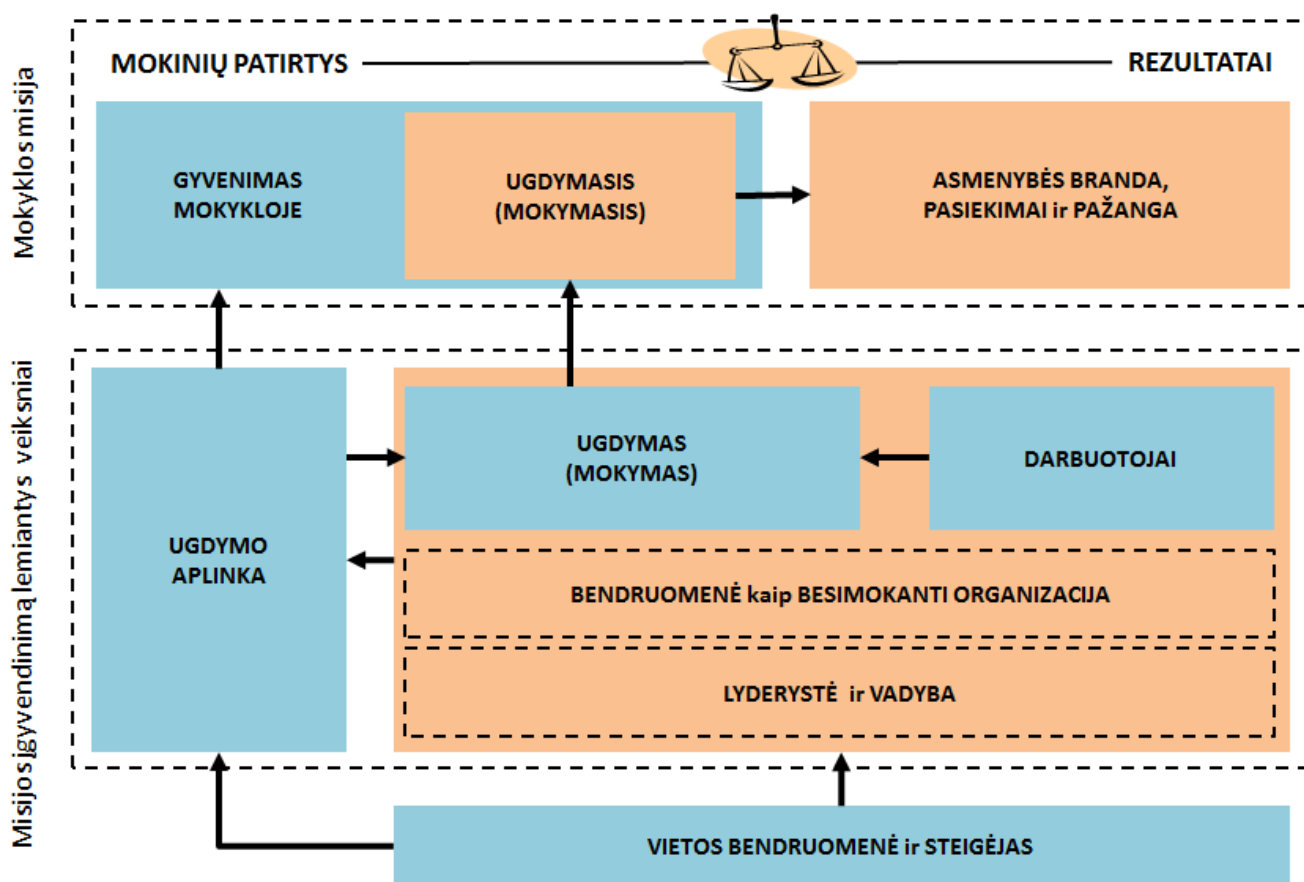 Mokyklos misija
MOKINIŲ PATIRTYS
REZULTATAI
GYVENIMAS
MOKYKLOJE
UGDYMASIS
(MOKYMASIS)
ASMENYBĖS BRANDA,
PASIEKIMAI ir PAŽANGA
Misijos įgyvendinimą lemiantys veiksniai
UGDYMO
APLINKA
UGDYMAS
(MOKYMAS)
DARBUOTOJAI
BENDRUOMENĖ kaip BESIMOKANTI ORGANIZACIJA
LYDERYSTĖ ir VADYBA
VIETOS BENDRUOMENĖ ir STEIGĖJAS